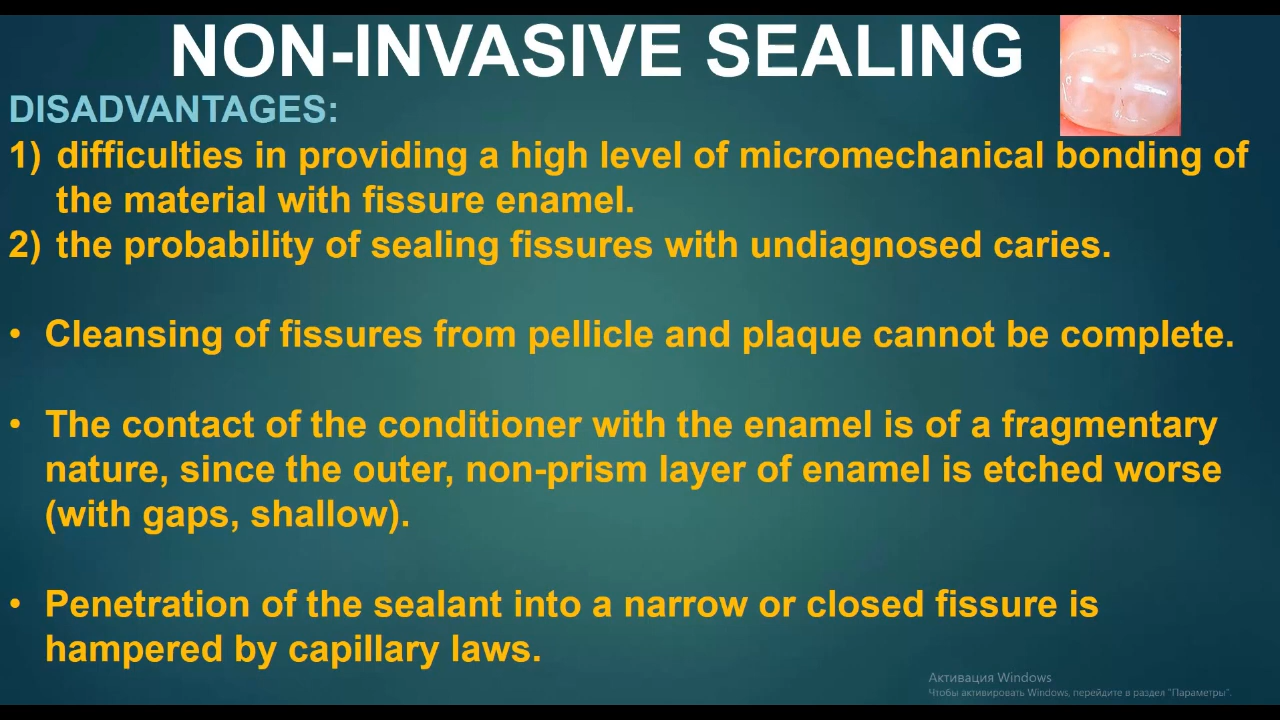 NON-INVASIVE SEALING
DISADVANTAGES:
1) difficulties in providing a high level of micromechanical bonding of
the material with fissure enamel.
2) the probability of sealing fissures with undiagnosed caries.
• Cleansing of fissures from pellicle and plaque cannot be complete.
• The contact of the conditioner with the enamel is of a fragmentary
nature, since the outer, non-prism layer of enamel is etched worse
(with gaps, shallow).
• Penetration of the sealant into a narrow or closed fissure is
hampered by capillary laws.
Активация Windows
Чтобы активировать Windows, перейдите в раздел "Параметры".